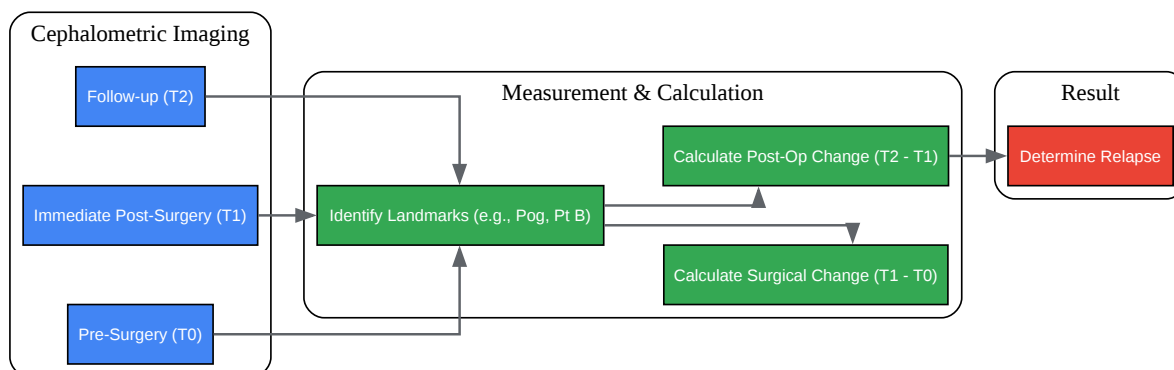 Cephalometric Imaging
Follow-up (T2)
Immediate Post-Surgery (T1)
Pre-Surgery (T0)
Measurement & Calculation
Identify Landmarks (e.g., Pog, Pt B)
Calculate Post-Op Change (T2 - T1)
Calculate Surgical Change (T1 - T0)
Result
Determine Relapse